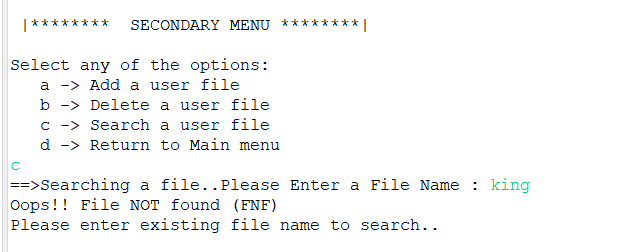 |******** SECONDARY MENU ********|
Select any of the options:
a -> Add a user file
b -> Delete a user file
c -> Search a user file
d -> Return to Main menu
c
==>Searching a file..Please Enter a File Name : king
Oops!! File NOT found (FNF)
Please enter existing file name to search..